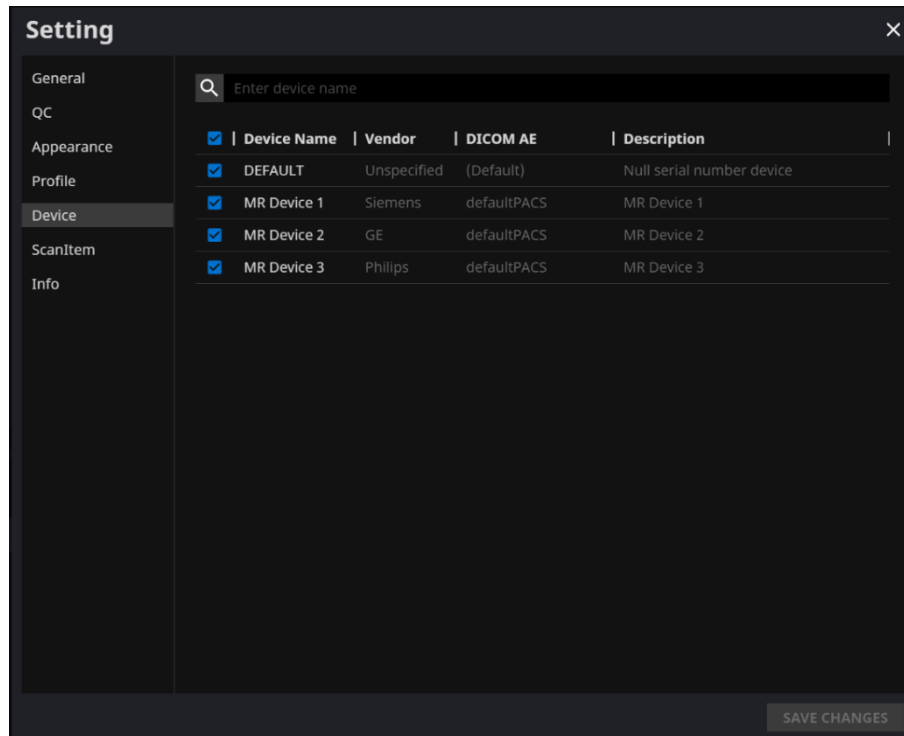 Setting
General
QC
Appearance
Profile
Device
ScanItem
Info
Enter device name
Device Name Vendor DICOM AE Description
DEFAULT Unspecified (Default) Null serial number device
MR Device 1 Siemens defaultPACS MR Device 1
MR Device 2 GE defaultPACS MR Device 2
MR Device 3 Philips defaultPACS MR Device 3
SAVE CHANGES